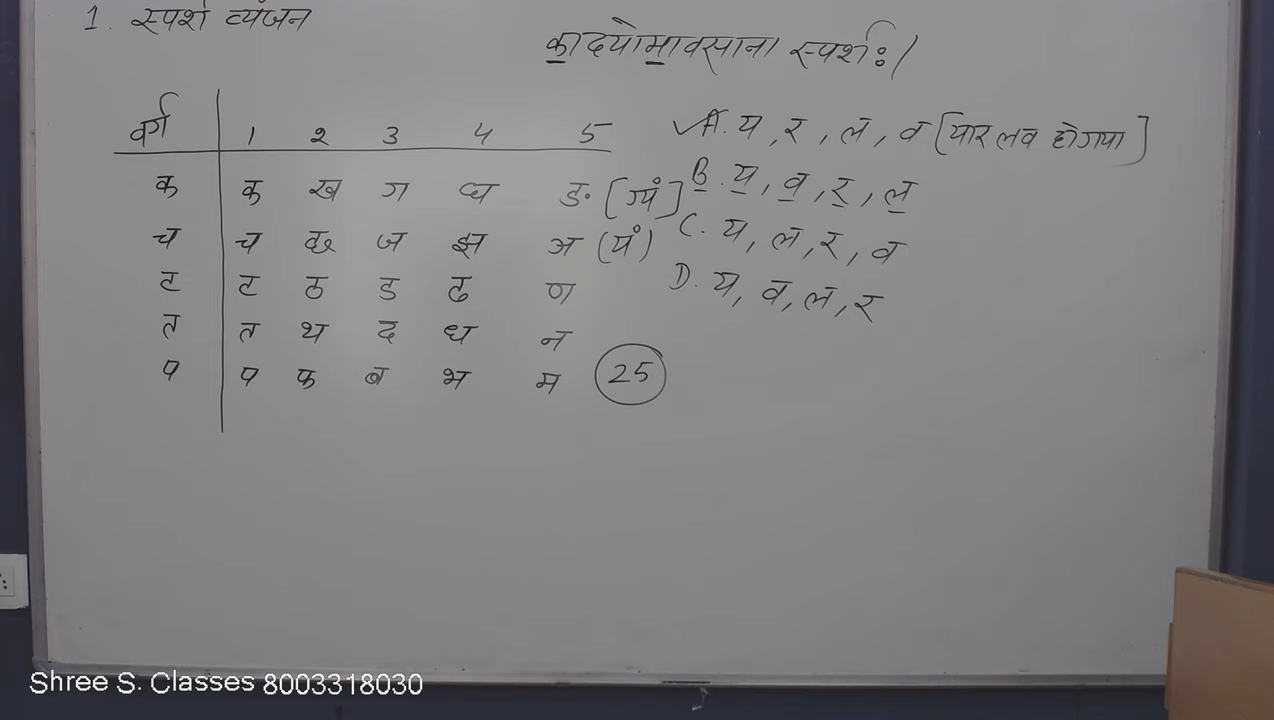 1. स्पर्श व्यंजन
कादयोमावसाना स्पर्शः।
वर्ग 1 2 3 4 5
क क ख ग घ ङ [ग्यं]
च च छ ज झ ञ (यं)
ट ट ठ ड ढ ण
त त थ द ध न
प प फ ब भ म 25
A. य, र, ल, व [यार लव हो गया]
B. य, व, र, ल
C. य, ल, र, व
D. य, व, ल, र
Shree S. Classes 8003318030